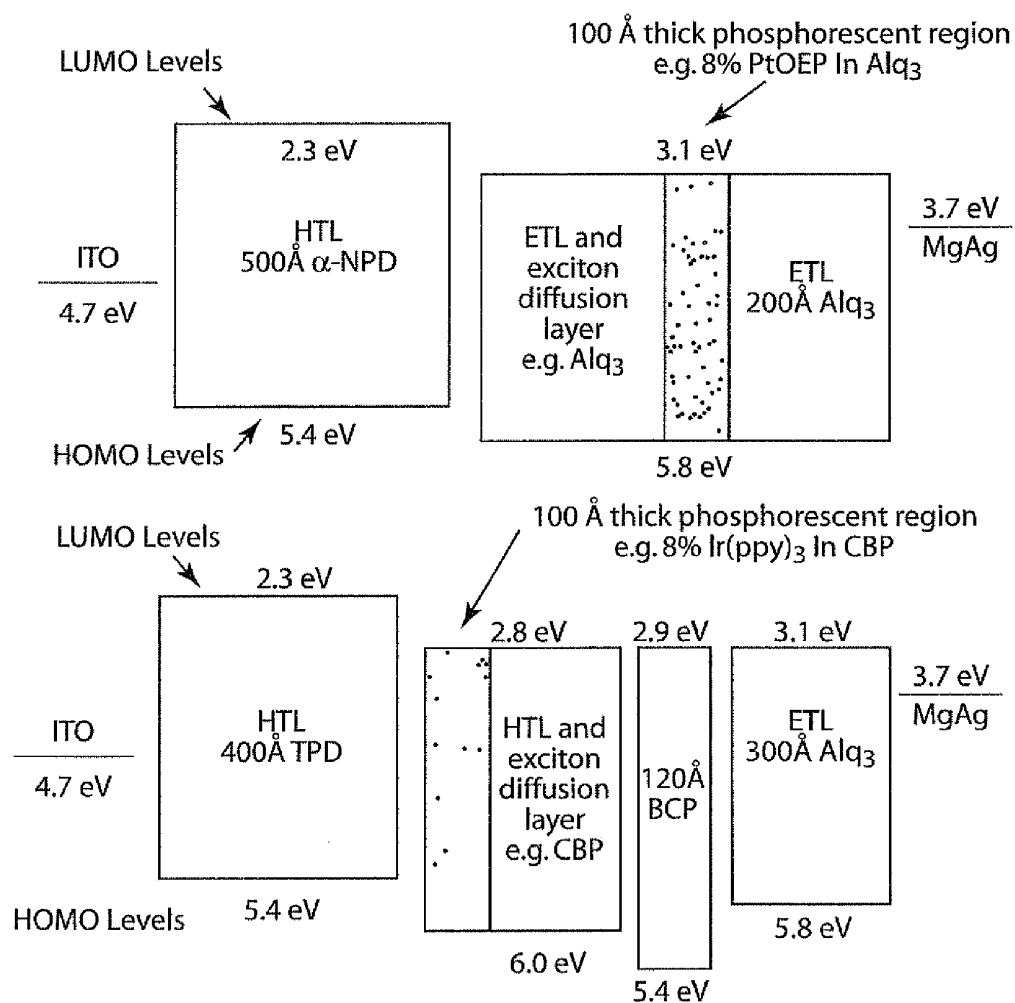 100 Å thick phosphorescent region
e.g. 8% PtOEP In Alq3
LUMO Levels
2.3 eV
3.1 eV
HTL
500Å α-NPD
ETL and
exciton
diffusion
layer
e.g. Alq3
ETL
200Å Alq3
3.7 eV
MgAg
ITO
4.7 eV
5.4 eV
HOMO Levels
5.8 eV
100 Å thick phosphorescent region
e.g. 8% Ir(ppy)3 In CBP
LUMO Levels
2.3 eV
2.8 eV
2.9 eV
3.1 eV
HTL
400Å TPD
HTL and
exciton
diffusion
layer
e.g. CBP
120Å
BCP
ETL
300Å Alq3
3.7 eV
MgAg
ITO
4.7 eV
HOMO Levels
5.4 eV
6.0 eV
5.4 eV
5.8 eV